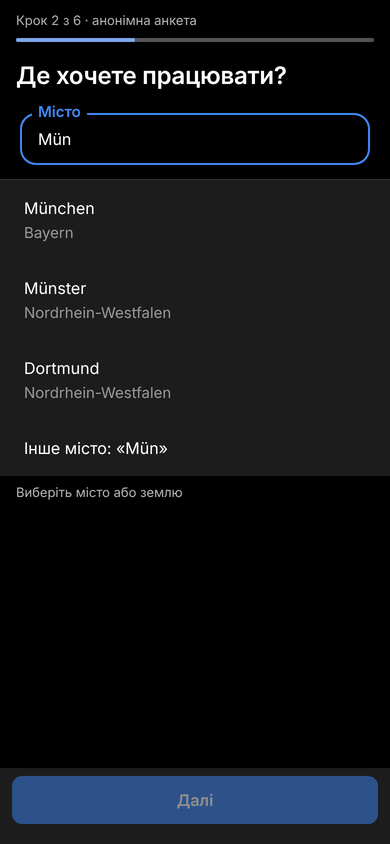 Крок 2 з 6 · анонімна анкета
Де хочете працювати?
Місто
Mün
München
Bayern
Münster
Nordrhein-Westfalen
Dortmund
Nordrhein-Westfalen
Інше місто: «Mün»
Виберіть місто або землю
Далі